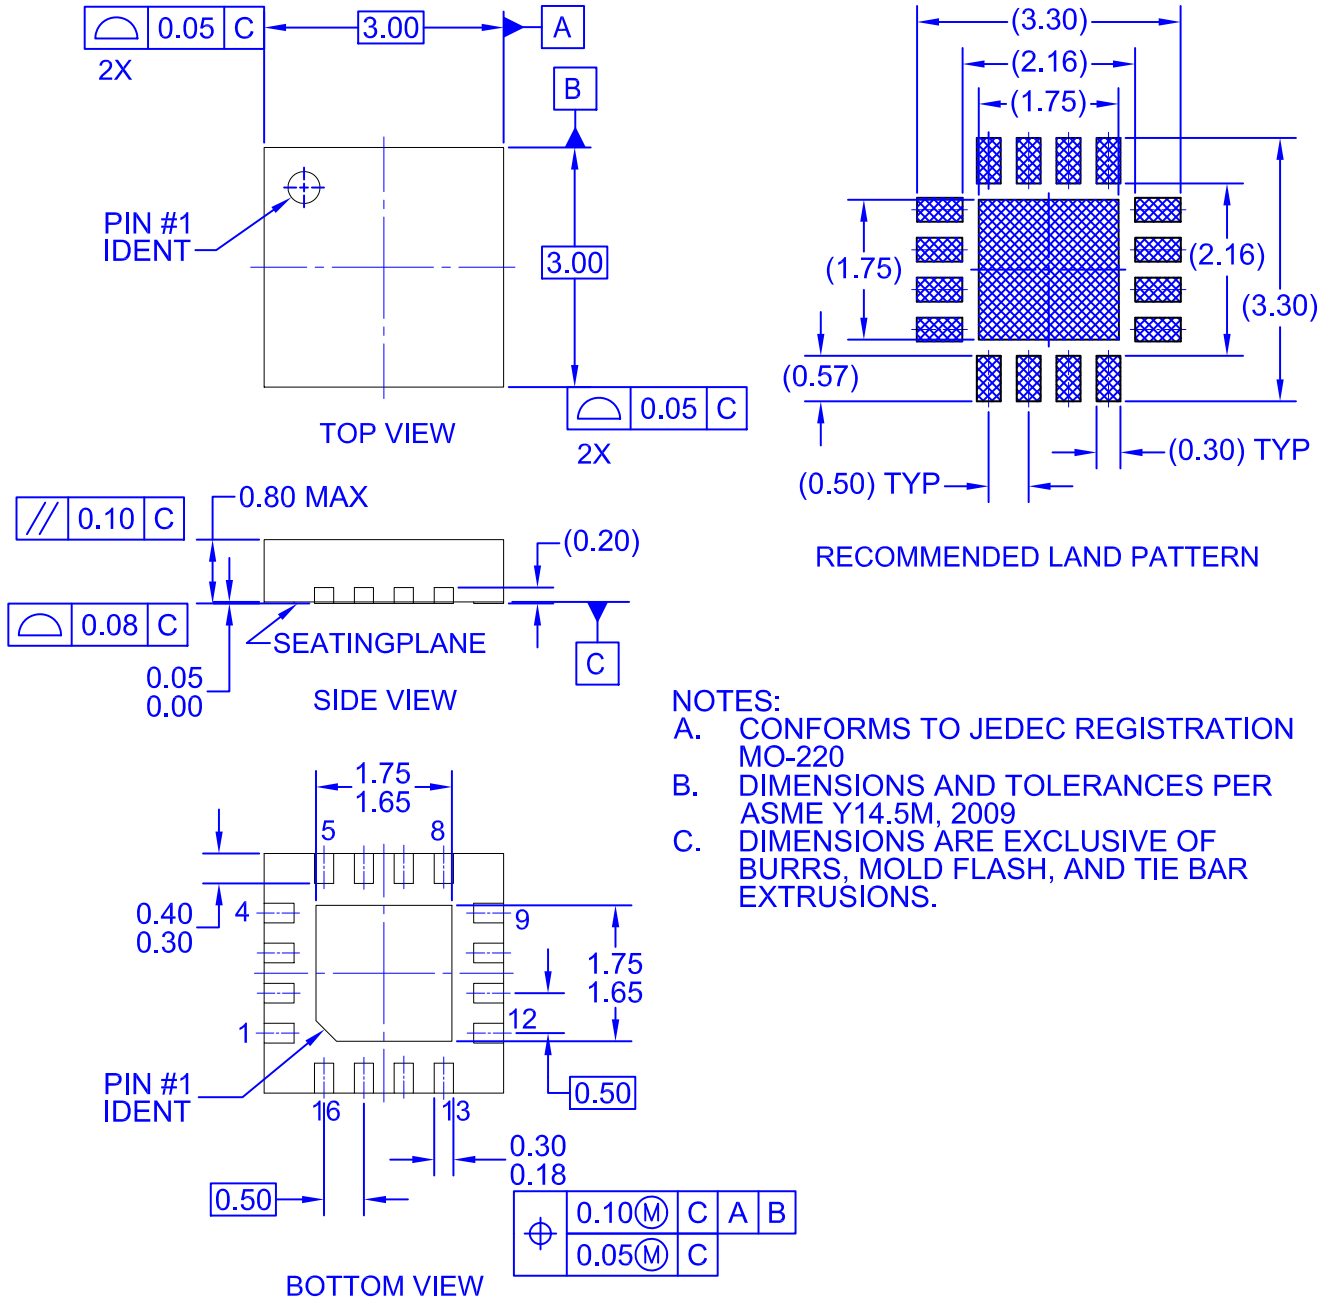 0.05 C
2X
3.00
A
B
PIN #1
IDENT
3.00
0.05 C
2X
TOP VIEW
(3.30)
(2.16)
(1.75)
(1.75)
(2.16)
(3.30)
(0.57)
(0.50) TYP
(0.30) TYP
RECOMMENDED LAND PATTERN
// 0.10 C
0.80 MAX
(0.20)
0.08 C
SEATINGPLANE
C
0.05
0.00
SIDE VIEW
NOTES:
A. CONFORMS TO JEDEC REGISTRATION
MO-220
B. DIMENSIONS AND TOLERANCES PER
ASME Y14.5M, 2009
C. DIMENSIONS ARE EXCLUSIVE OF
BURRS, MOLD FLASH, AND TIE BAR
EXTRUSIONS.
1.75
1.65
5 8
0.40
0.30
4 9
1.75
1.65
1 12
PIN #1
IDENT
0.50
16 13
0.30
0.18
0.50
0.10Ⓜ C A B
0.05Ⓜ C
BOTTOM VIEW